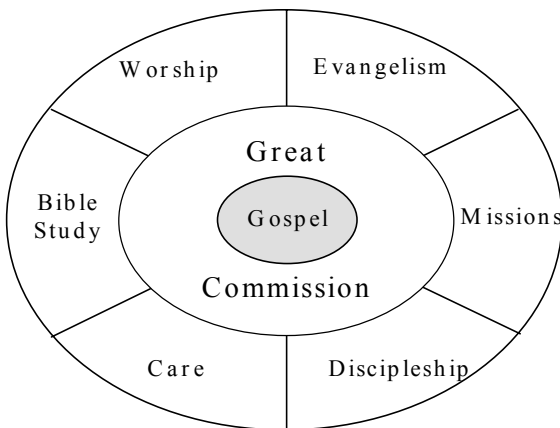 Worship
Evangelism
Great
Bible
Study
Gospel
Missions
Commission
Care
Discipleship